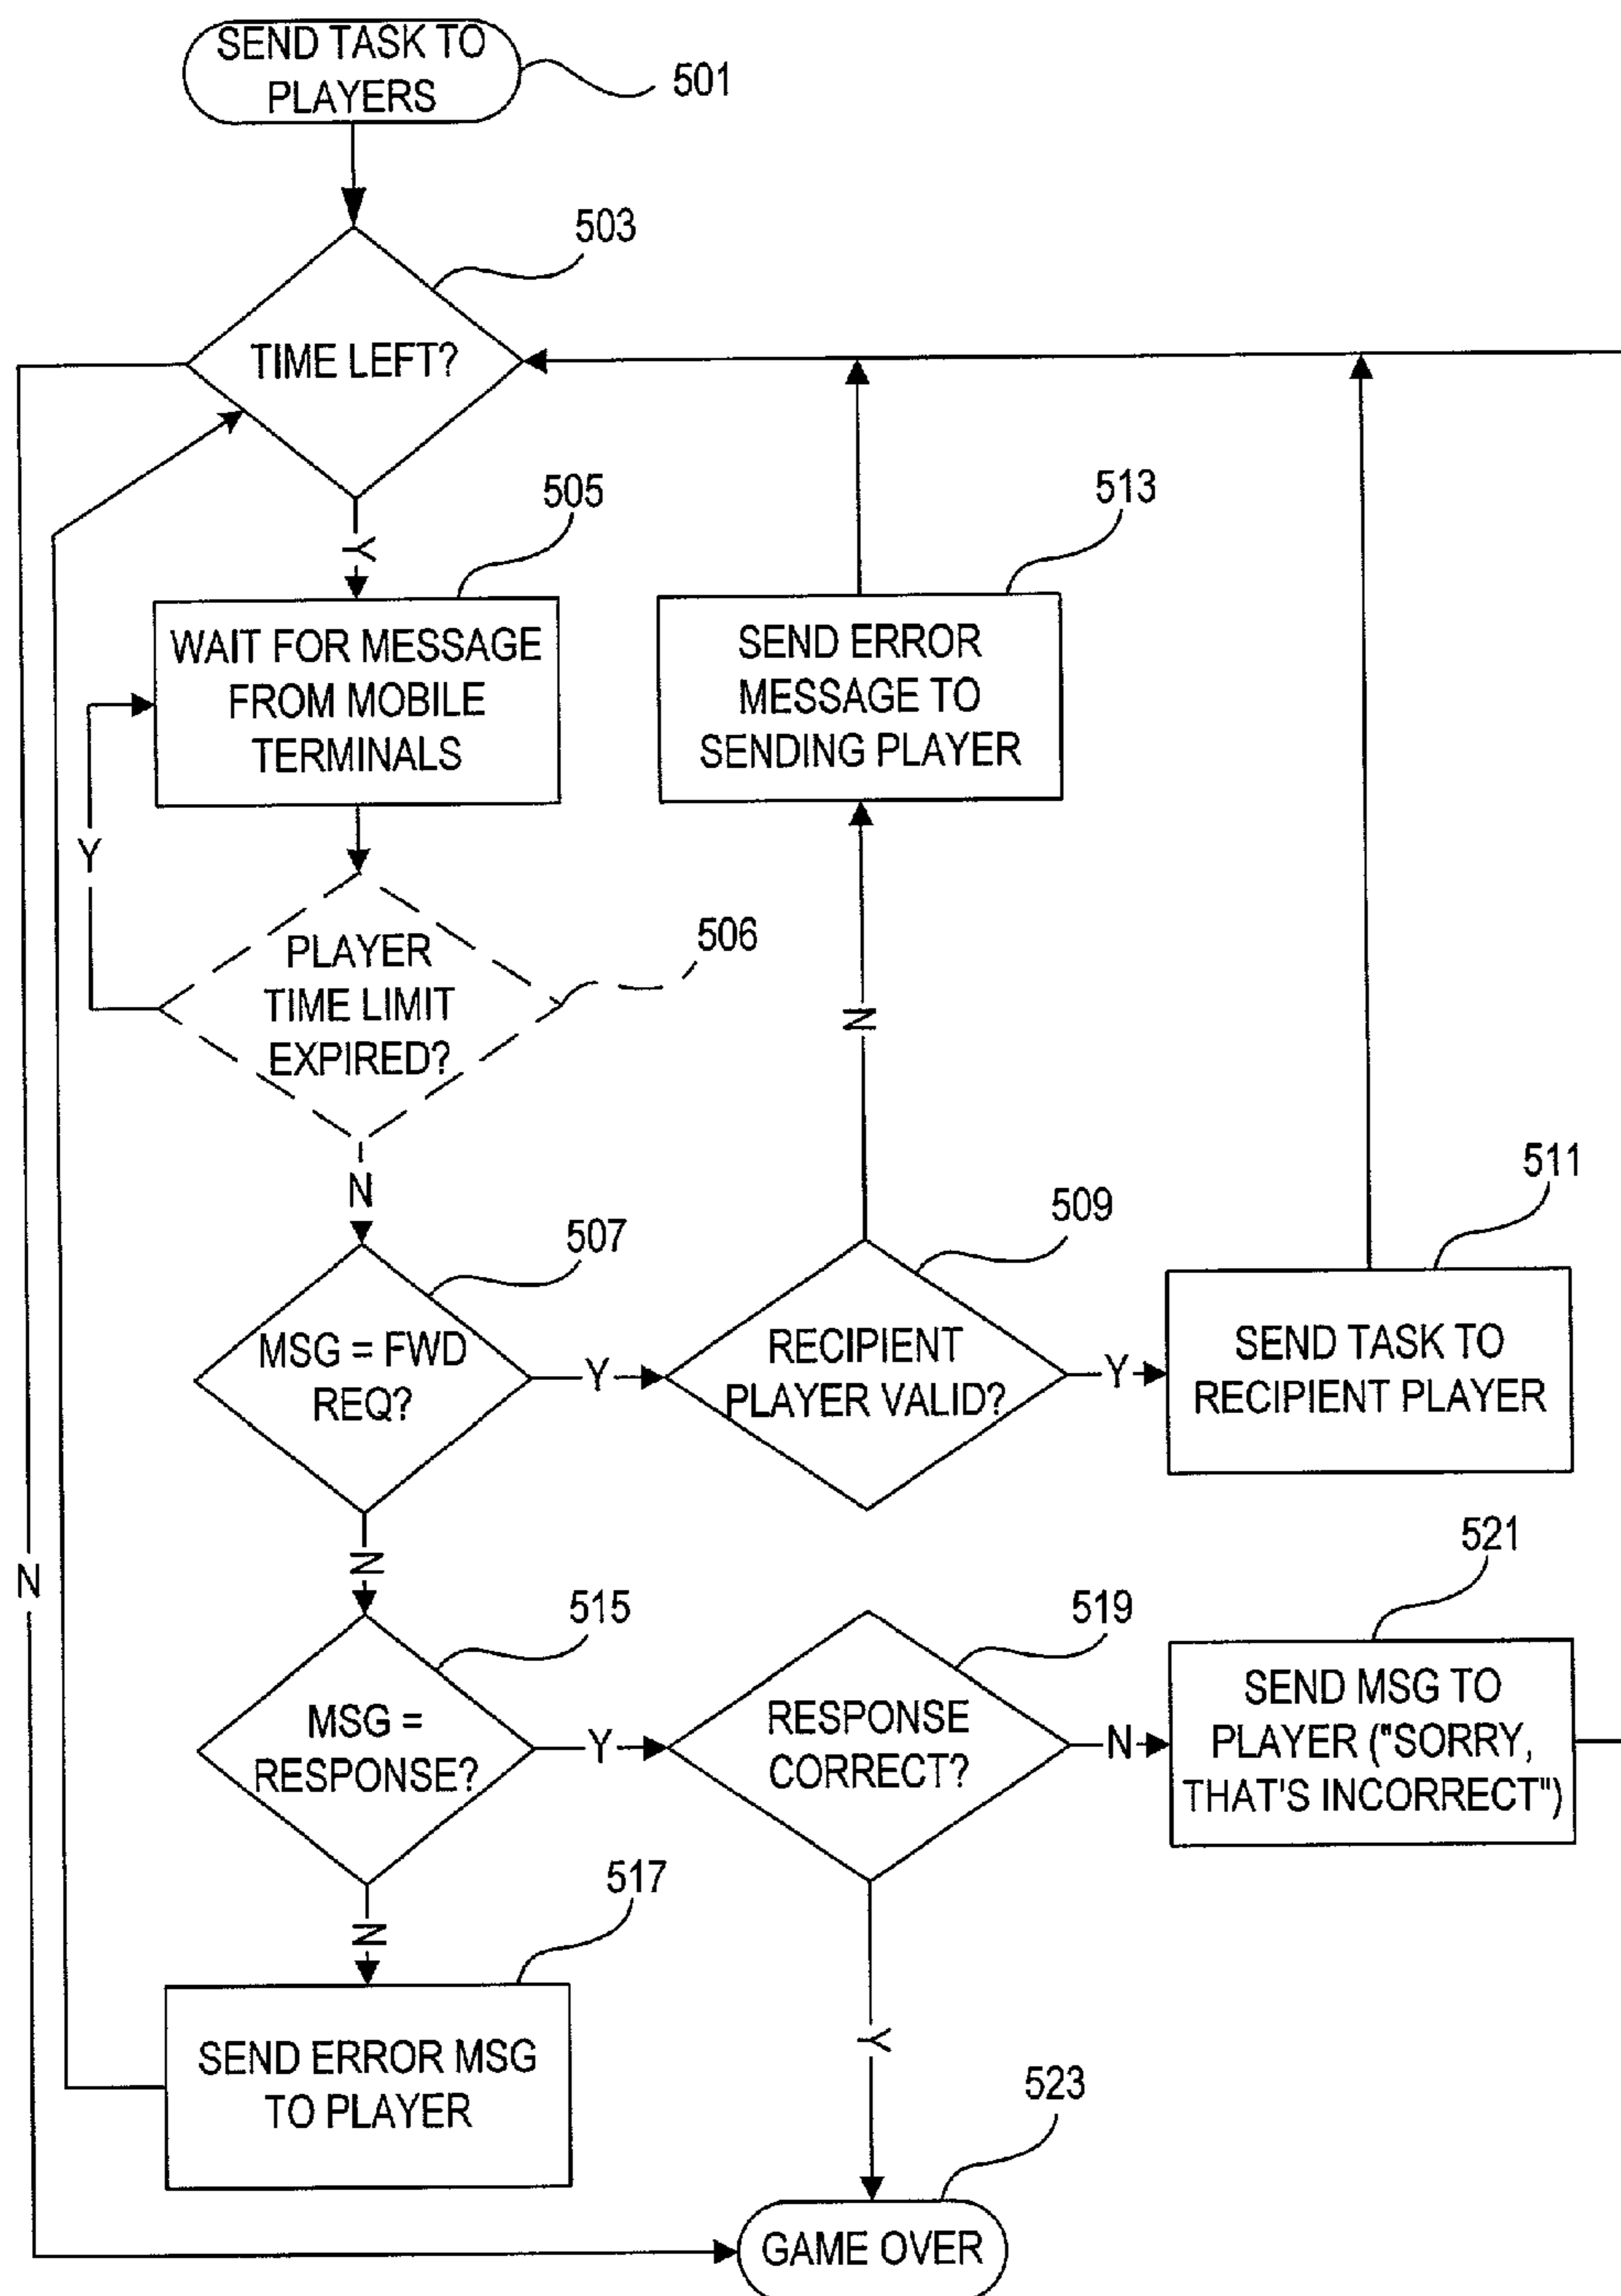 SEND TASK TO
PLAYERS
501
503
TIME LEFT?
Y
505
WAIT FOR MESSAGE
FROM MOBILE
TERMINALS
513
SEND ERROR
MESSAGE TO
SENDING PLAYER
Y
506
PLAYER
TIME LIMIT
EXPIRED?
N
N
507
MSG = FWD
REQ?
Y
509
RECIPIENT
PLAYER VALID?
Y
511
SEND TASK TO
RECIPIENT PLAYER
N
N
515
MSG =
RESPONSE?
Y
519
RESPONSE
CORRECT?
N
521
SEND MSG TO
PLAYER ("SORRY,
THAT'S INCORRECT")
N
517
SEND ERROR MSG
TO PLAYER
Y
523
GAME OVER